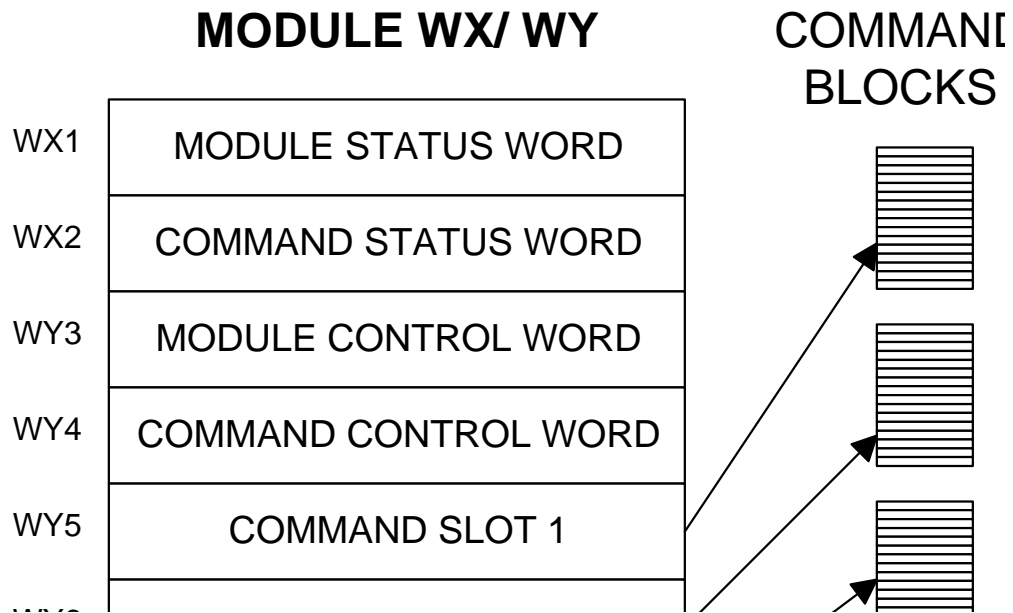 MODULE WX/ WY
COMMAND
BLOCKS
WX1 MODULE STATUS WORD
WX2 COMMAND STATUS WORD
WY3 MODULE CONTROL WORD
WY4 COMMAND CONTROL WORD
WY5 COMMAND SLOT 1